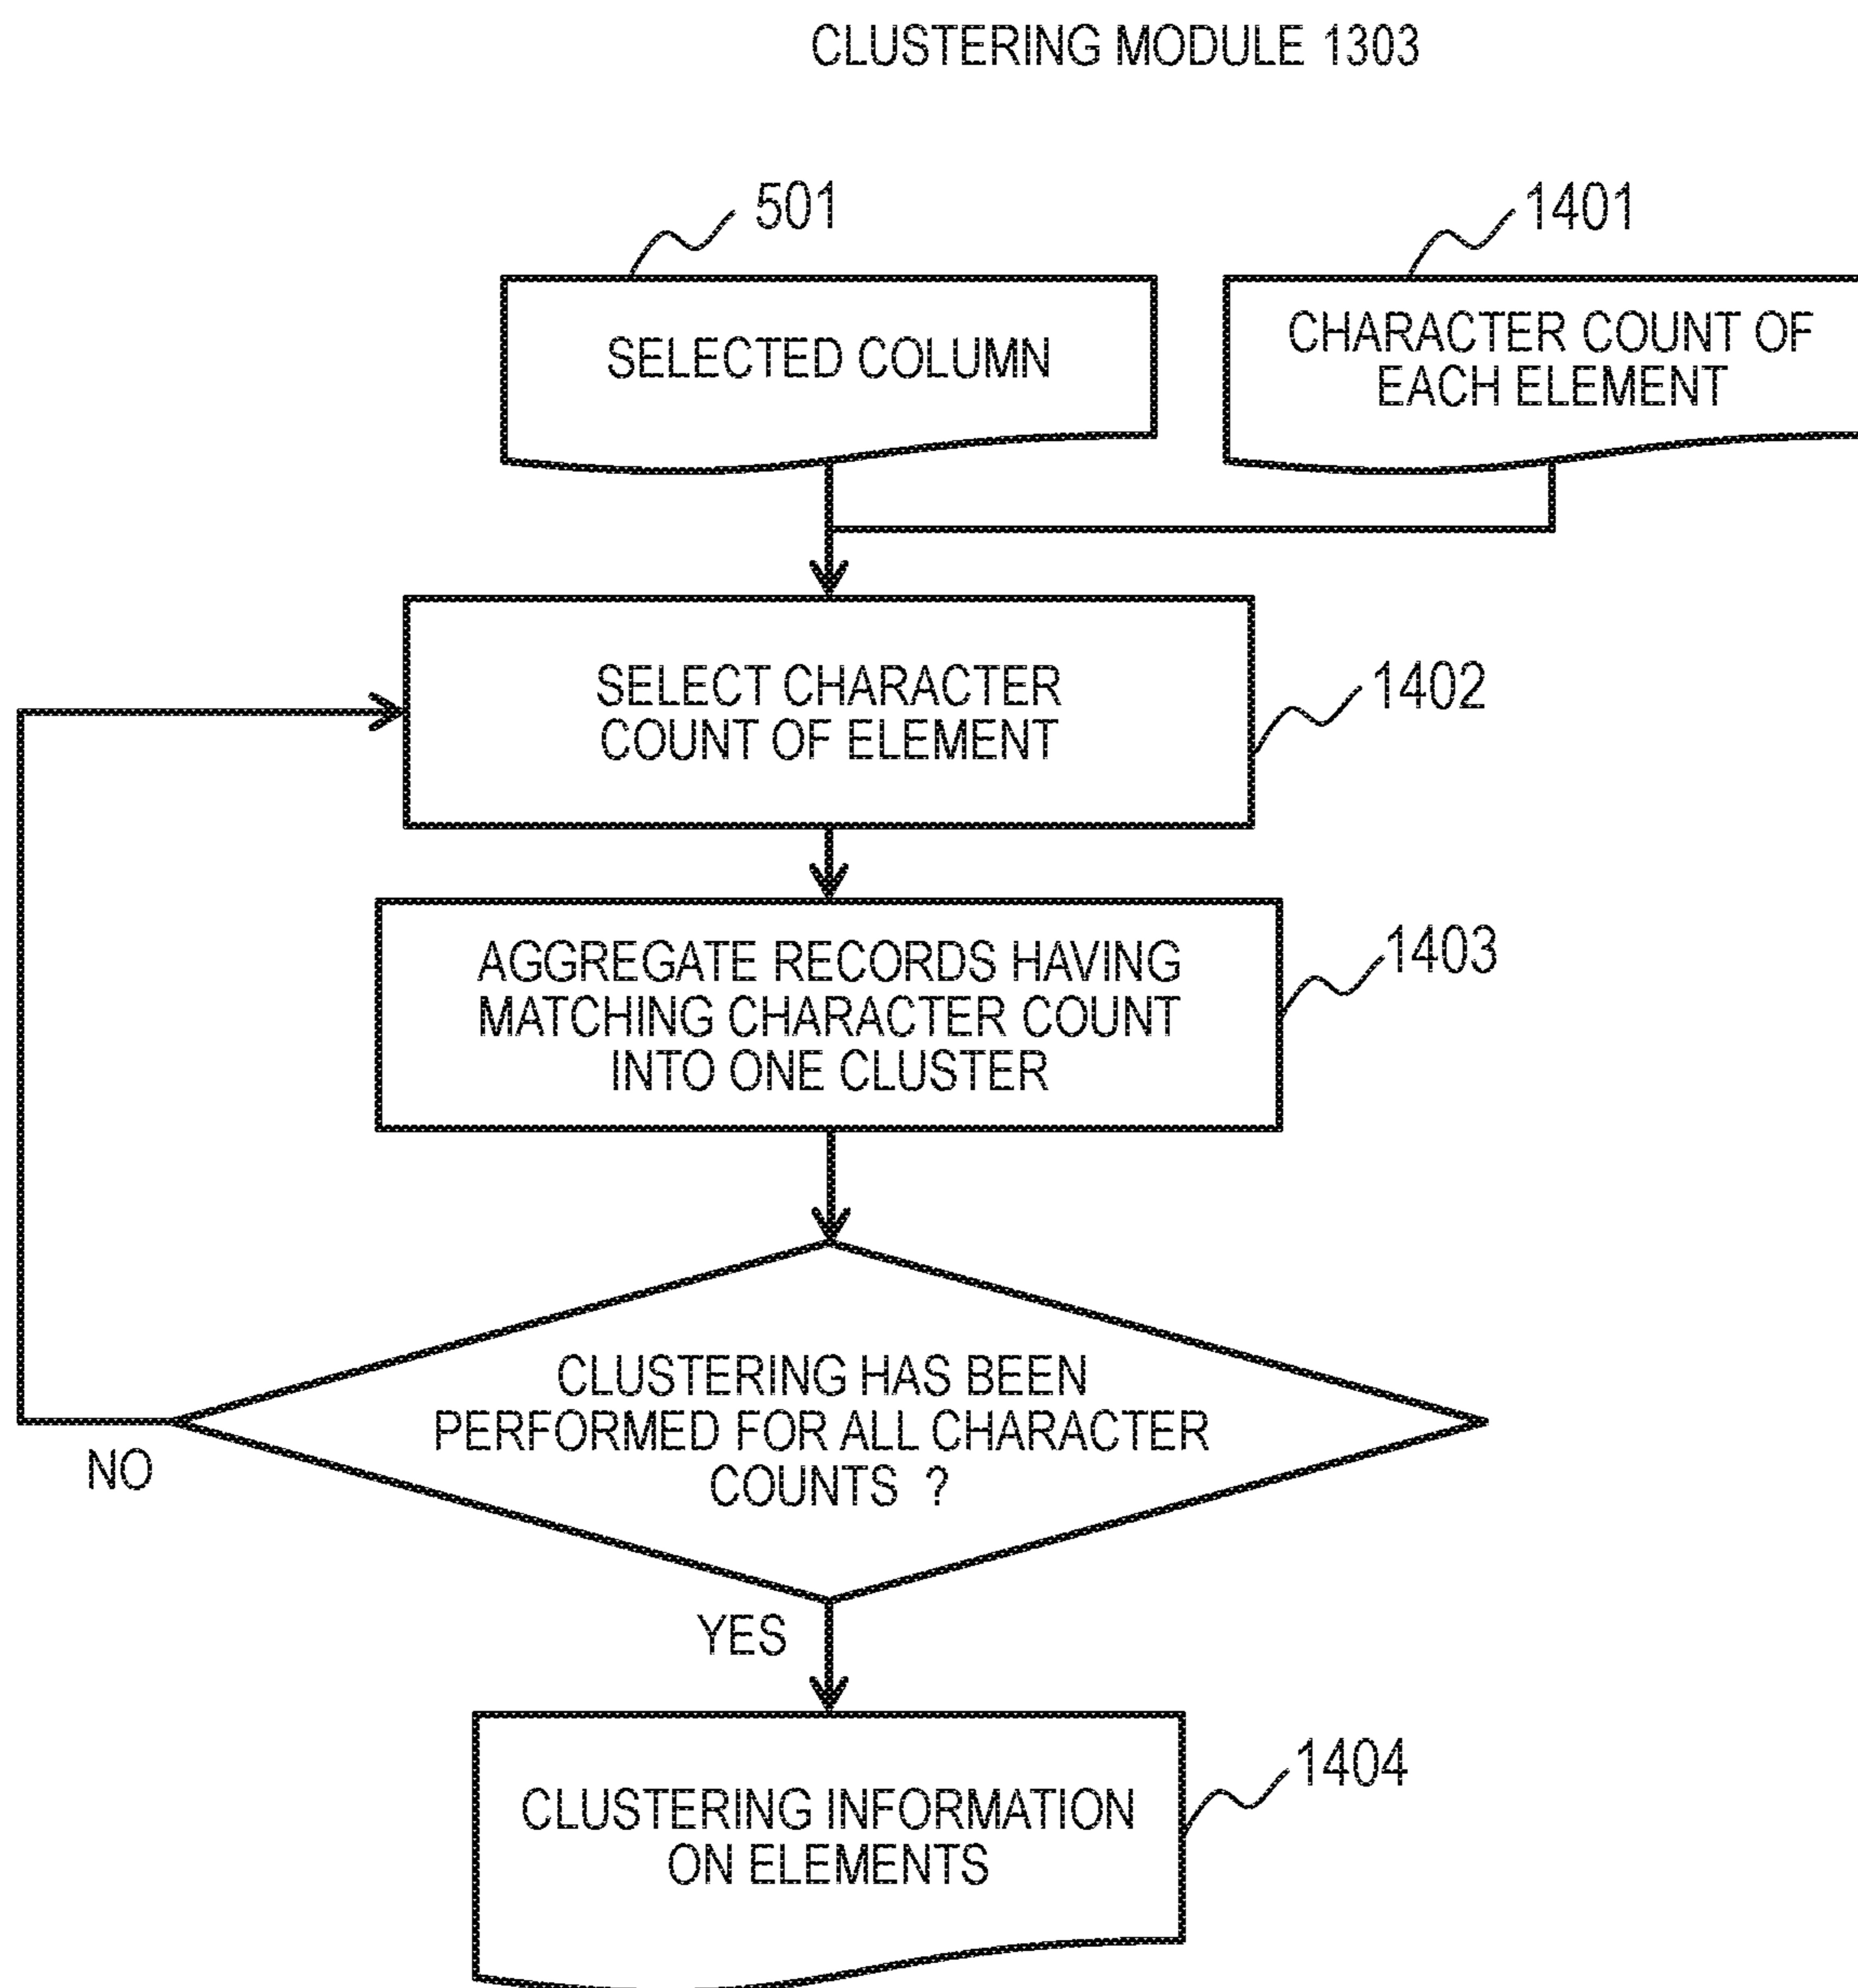 CLUSTERING MODULE 1303
501
1401
SELECTED COLUMN
CHARACTER COUNT OF
EACH ELEMENT
SELECT CHARACTER
COUNT OF ELEMENT
1402
AGGREGATE RECORDS HAVING
MATCHING CHARACTER COUNT
INTO ONE CLUSTER
1403
CLUSTERING HAS BEEN
PERFORMED FOR ALL CHARACTER
COUNTS ?
NO
YES
CLUSTERING INFORMATION
ON ELEMENTS
1404